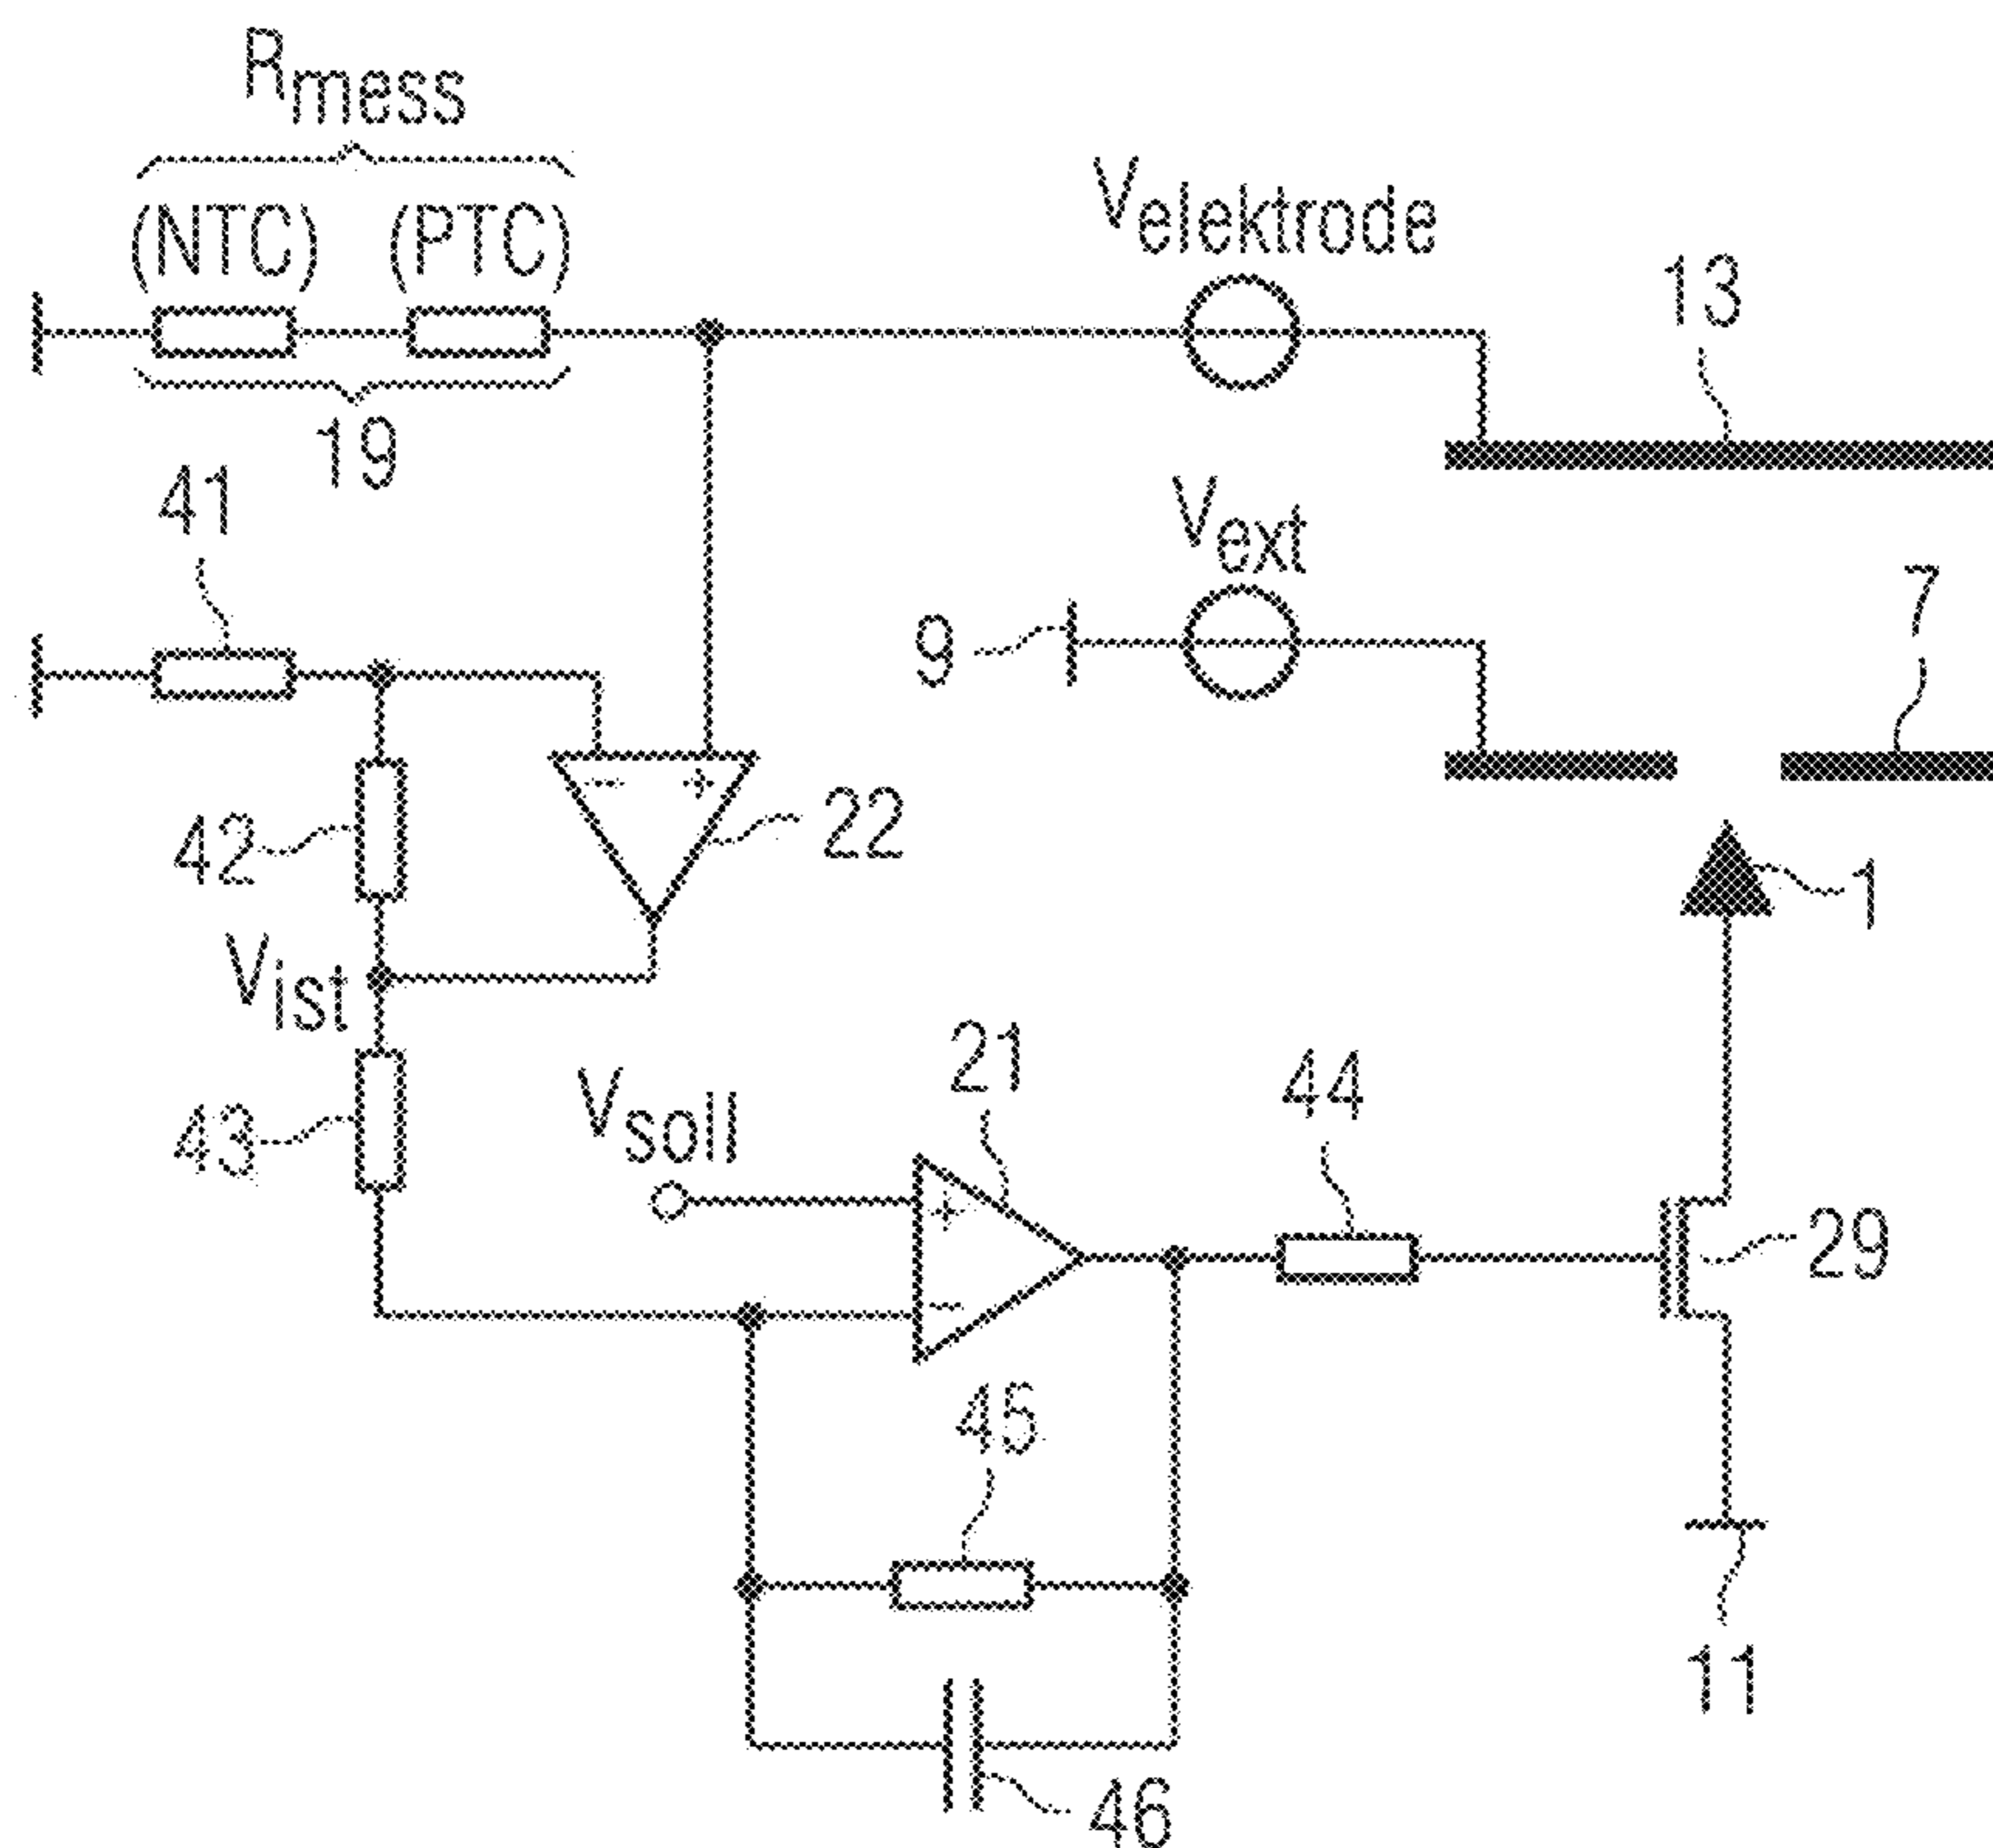 Rmess
(NTC) (PTC)
Velektrode
13
19
41
Vext
7
9
42
22
1
Vist
21
44
43
Vsoll
29
45
11
46